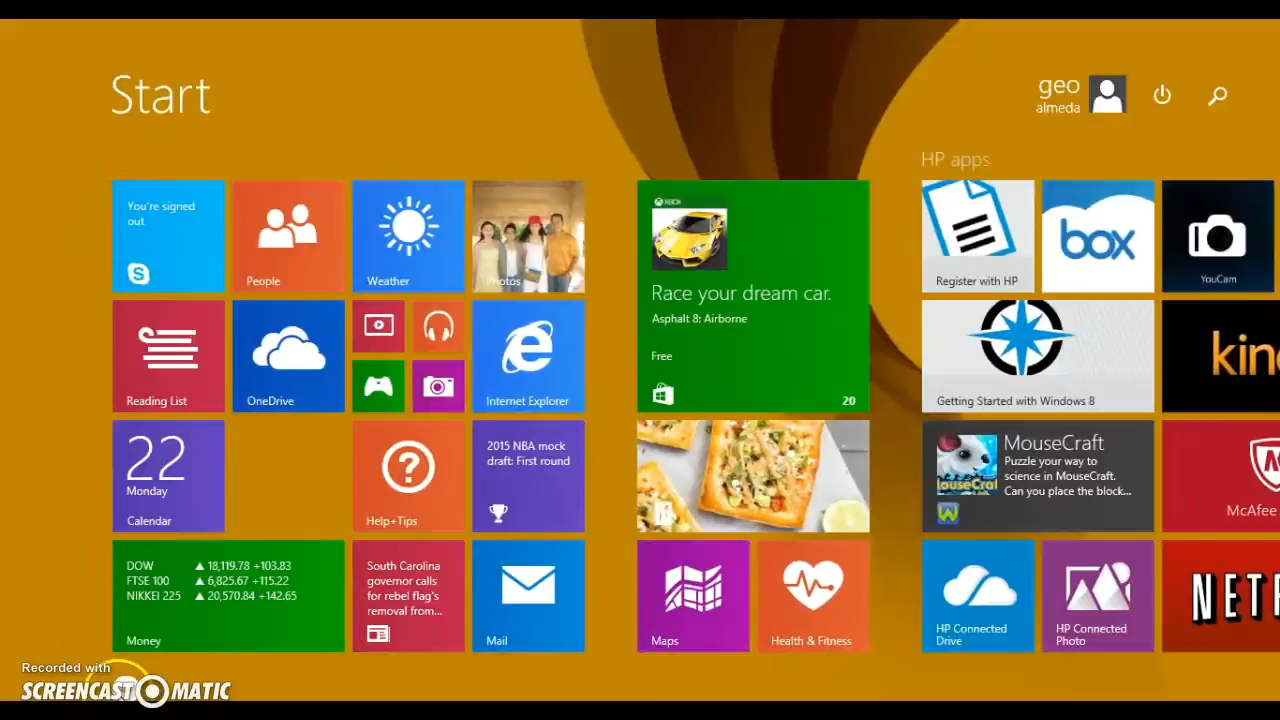 Start
geo
almeda
HP apps
You're signed
out
People
Weather
Photos
Reading List
OneDrive
Internet Explorer
22
Monday
Calendar
Help+Tips
2015 NBA mock
draft: First round
DOW ▲ 18,119.78 +103.83
FTSE 100 ▲ 6,825.67 +115.22
NIKKEI 225 ▲ 20,570.84 +142.65
Money
South Carolina
governor calls
for rebel flag's
removal from...
Mail
XBOX
Race your dream car.
Asphalt 8: Airborne
Free
20
Maps
Health & Fitness
Register with HP
box
YouCam
Getting Started with Windows 8
MouseCraft
Puzzle your way to
science in MouseCraft.
Can you place the block...
McAfee
HP Connected
Drive
HP Connected
Photo
Recorded with
SCREENCAST-O-MATIC